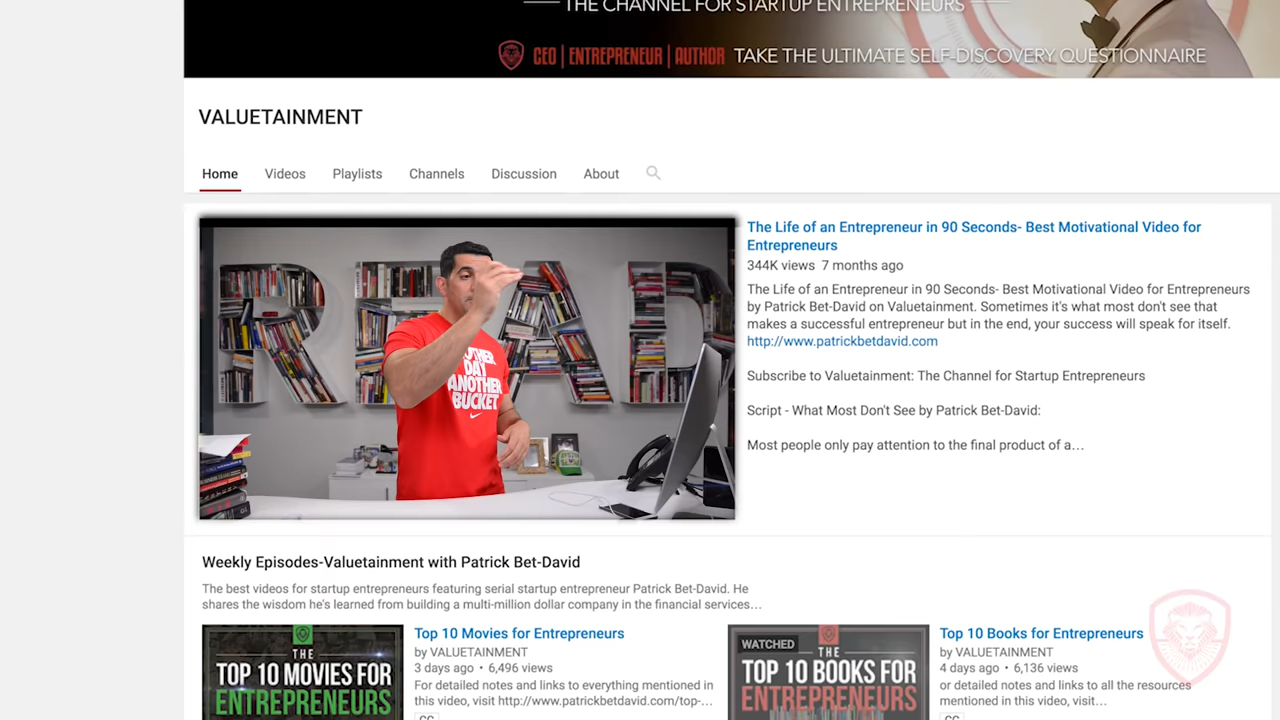 THE CHANNEL FOR STARTUP ENTREPRENEURS
CEO | ENTREPRENEUR | AUTHOR TAKE THE ULTIMATE SELF-DISCOVERY QUESTIONNAIRE
VALUETAINMENT
Home Videos Playlists Channels Discussion About
READ
OTHER
DAY
ANOTHER
BUCKET
The Life of an Entrepreneur in 90 Seconds- Best Motivational Video for
Entrepreneurs
344K views 7 months ago
The Life of an Entrepreneur in 90 Seconds- Best Motivational Video for Entrepreneurs
by Patrick Bet-David on Valuetainment. Sometimes it's what most don't see that
makes a successful entrepreneur but in the end, your success will speak for itself.
http://www.patrickbetdavid.com
Subscribe to Valuetainment: The Channel for Startup Entrepreneurs
Script - What Most Don't See by Patrick Bet-David:
Most people only pay attention to the final product of a…
Weekly Episodes-Valuetainment with Patrick Bet-David
The best videos for startup entrepreneurs featuring serial startup entrepreneur Patrick Bet-David. He
shares the wisdom he's learned from building a multi-million dollar company in the financial services…
THE
TOP 10 MOVIES FOR
ENTREPRENEURS
Top 10 Movies for Entrepreneurs
by VALUETAINMENT
3 days ago • 6,496 views
For detailed notes and links to everything mentioned in
this video, visit http://www.patrickbetdavid.com/top-…
CC
WATCHED
THE
TOP 10 BOOKS FOR
ENTREPRENEURS
Top 10 Books for Entrepreneurs
by VALUETAINMENT
4 days ago • 6,136 views
or detailed notes and links to all the resources
mentioned in this video, visit…
CC